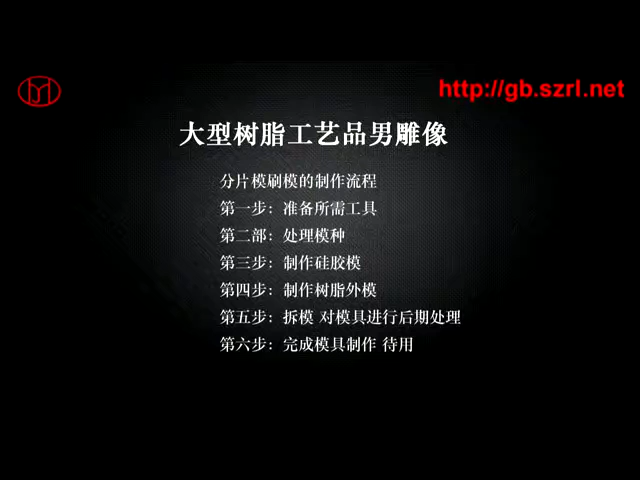 http://gb.szrl.net
大型树脂工艺品男雕像
分片模刷模的制作流程
第一步：准备所需工具
第二部：处理模种
第三步：制作硅胶模
第四步：制作树脂外模
第五步：拆模 对模具进行后期处理
第六步：完成模具制作 待用